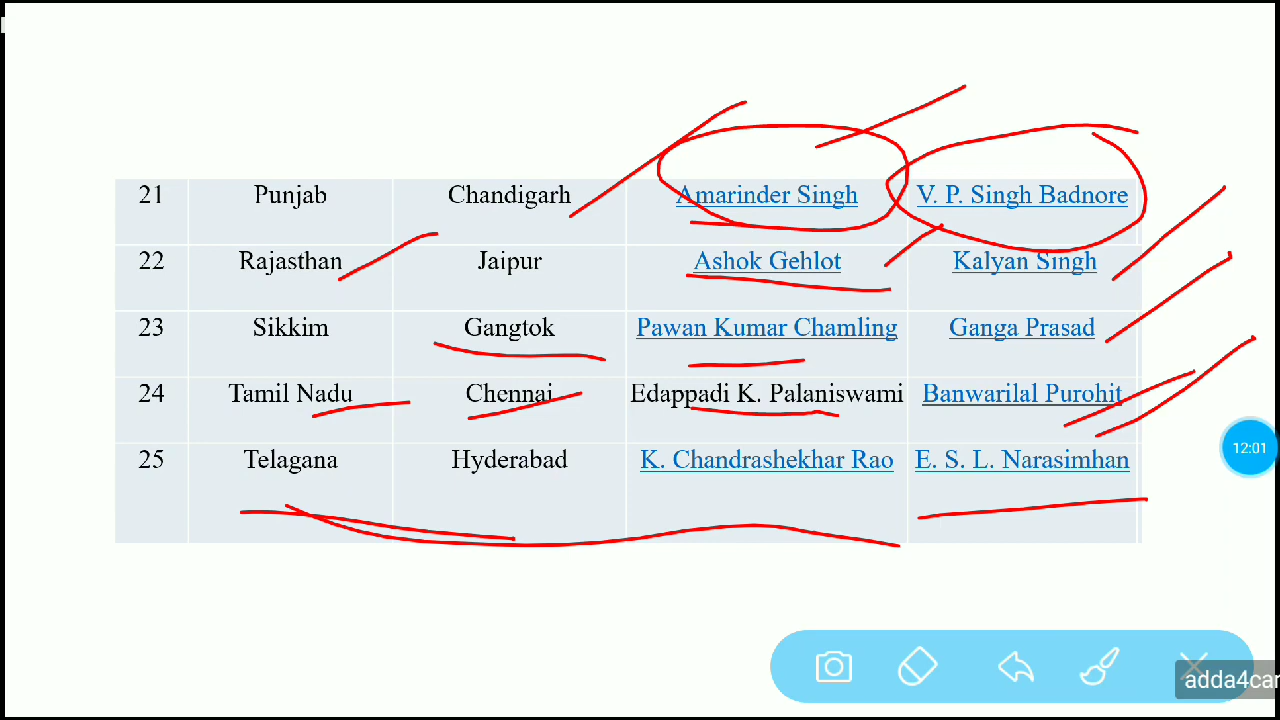 21 Punjab Chandigarh Amarinder Singh V. P. Singh Badnore
22 Rajasthan Jaipur Ashok Gehlot Kalyan Singh
23 Sikkim Gangtok Pawan Kumar Chamling Ganga Prasad
24 Tamil Nadu Chennai Edappadi K. Palaniswami Banwarilal Purohit
12:01
25 Telagana Hyderabad K. Chandrashekhar Rao E. S. L. Narasimhan
adda4car